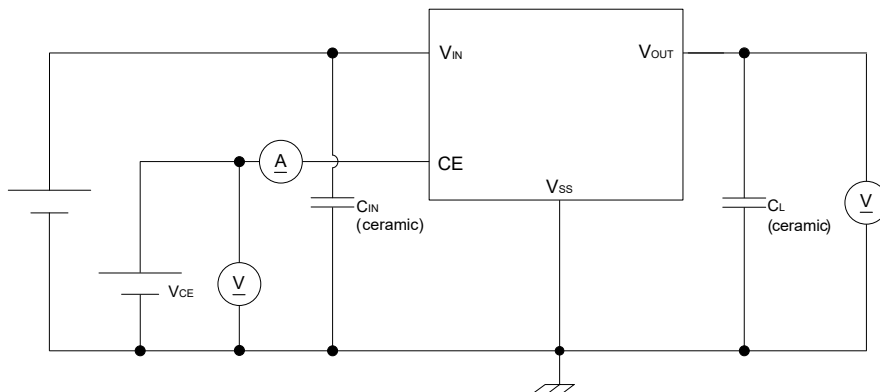 VIN
VOUT
A
CE
VSS
CIN
(ceramic)
CL
(ceramic)
V
V
VCE